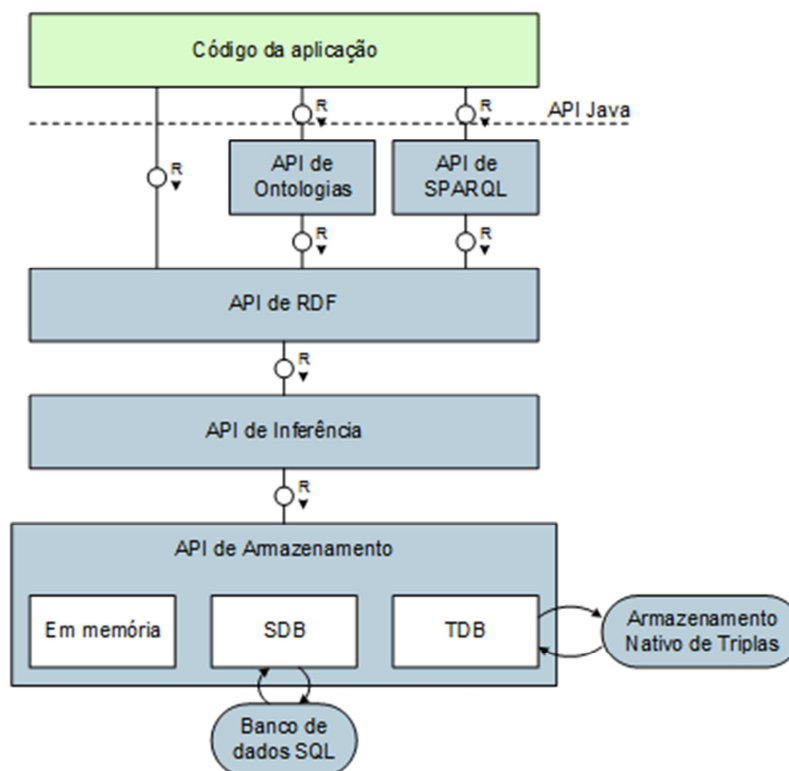 Código da aplicação
R
R
API Java
R
API de
Ontologias
API de
SPARQL
R
R
API de RDF
R
API de Inferência
R
API de Armazenamento
Em memória
SDB
TDB
Armazenamento
Nativo de Triplas
Banco de
dados SQL